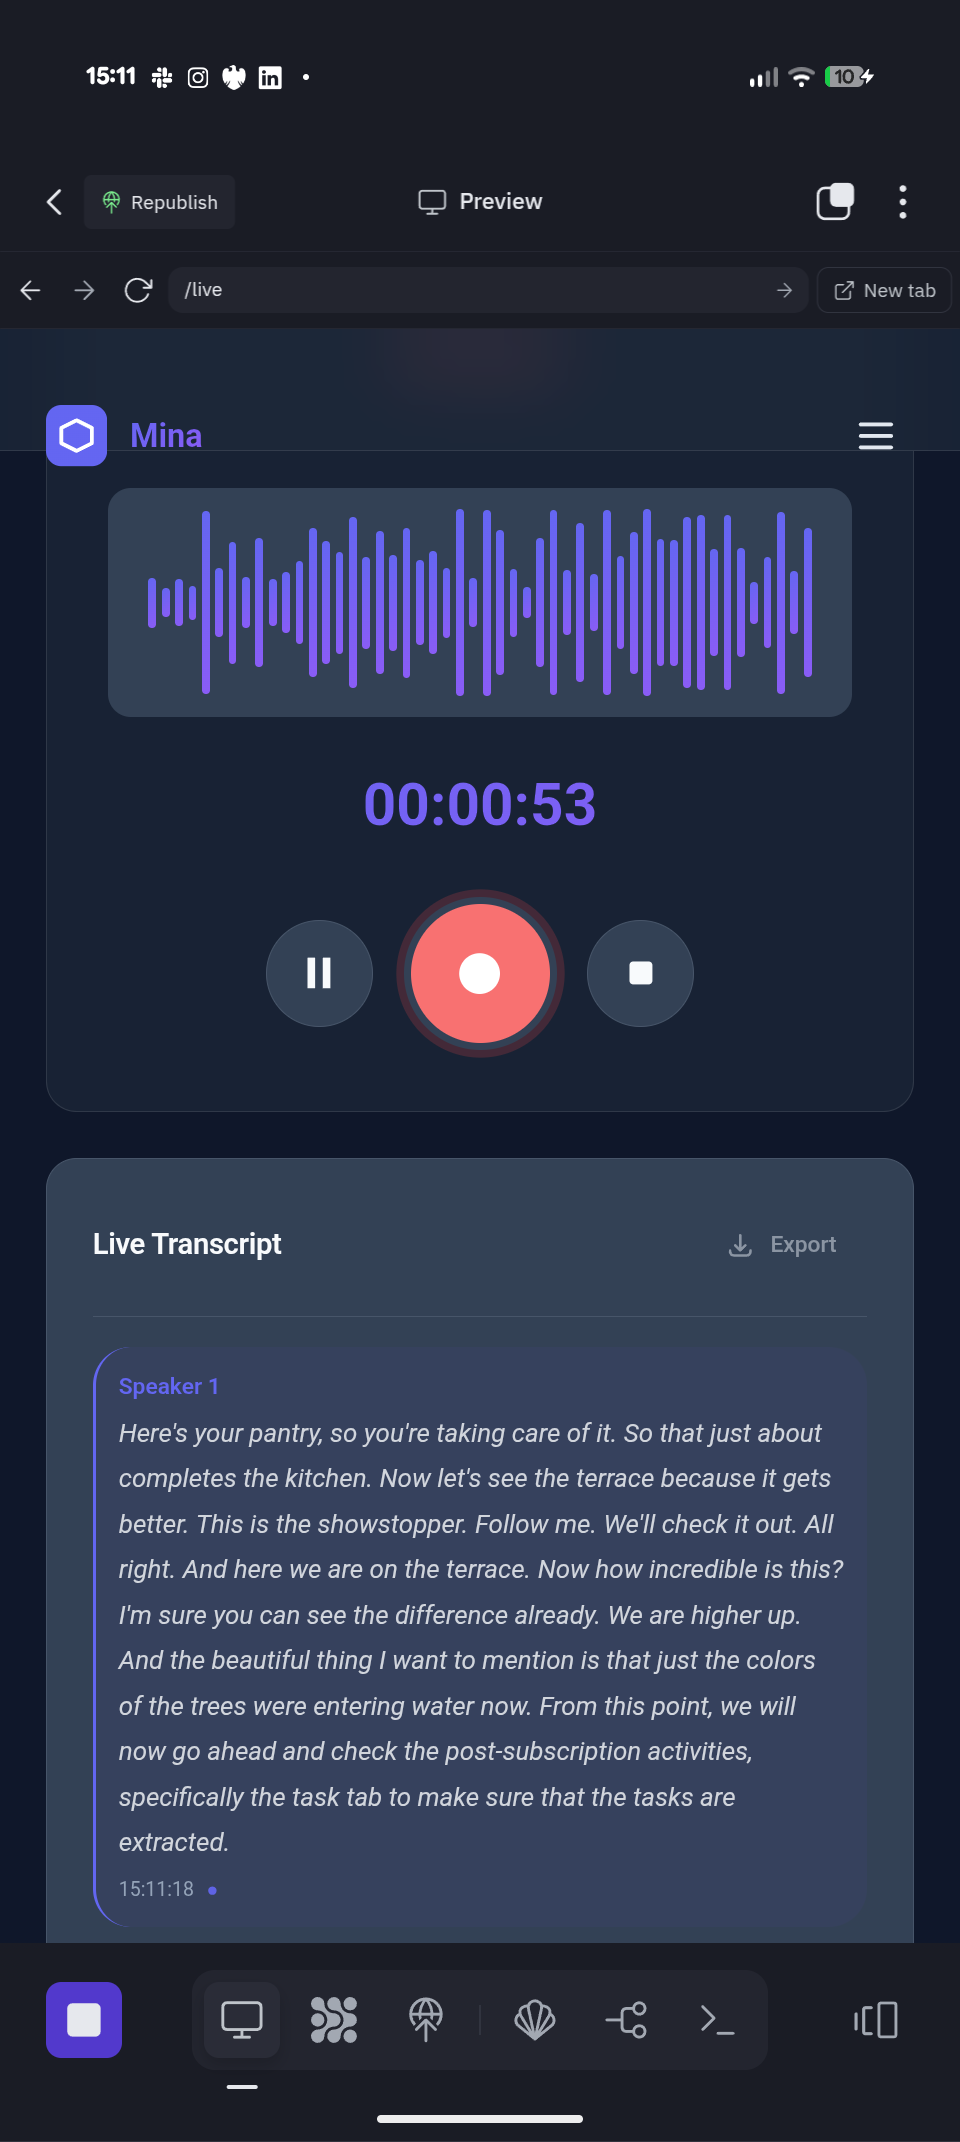 15:11
10
Republish
Preview
/live
New tab
Mina
00:00:53
Live Transcript
Export
Speaker 1
Here's your pantry, so you're taking care of it. So that just about
completes the kitchen. Now let's see the terrace because it gets
better. This is the showstopper. Follow me. We'll check it out. All
right. And here we are on the terrace. Now how incredible is this?
I'm sure you can see the difference already. We are higher up.
And the beautiful thing I want to mention is that just the colors
of the trees were entering water now. From this point, we will
now go ahead and check the post-subscription activities,
specifically the task tab to make sure that the tasks are
extracted.
15:11:18